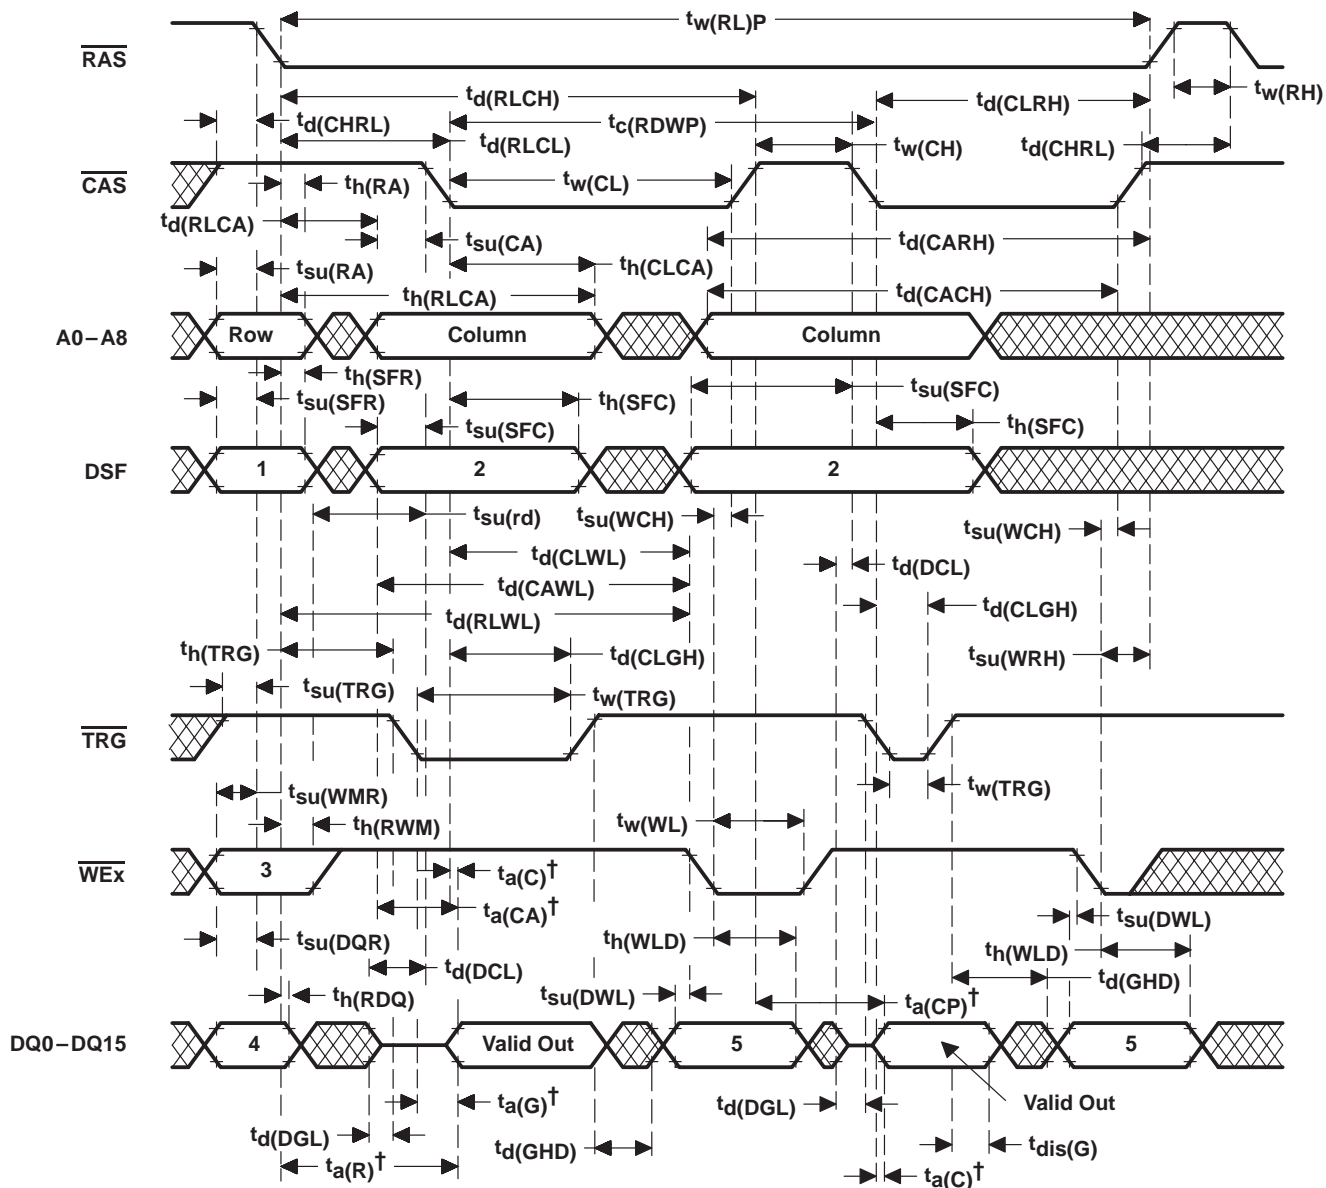 tw(RL)P
RAS
td(RLCH)
td(CLRH)
tw(RH)
td(CHRL)
tc(RDWP)
td(RLCL)
tw(CH)
td(CHRL)
CAS
th(RA)
tw(CL)
td(RLCA)
tsu(CA)
td(CARH)
tsu(RA)
th(CLCA)
th(RLCA)
td(CACH)
A0–A8
Row
Column
Column
th(SFR)
tsu(SFR)
th(SFC)
tsu(SFC)
tsu(SFC)
th(SFC)
DSF
1
2
2
tsu(rd)
tsu(WCH)
tsu(WCH)
td(CLWL)
td(DCL)
td(CAWL)
td(RLWL)
td(CLGH)
th(TRG)
td(CLGH)
tsu(WRH)
tsu(TRG)
tw(TRG)
TRG
tsu(WMR)
tw(TRG)
th(RWM)
tw(WL)
WEx
3
ta(C)†
ta(CA)†
tsu(DWL)
tsu(DQR)
th(WLD)
th(WLD)
td(DCL)
td(GHD)
th(RDQ)
tsu(DWL)
ta(CP)†
DQ0–DQ15
4
Valid Out
5
5
ta(G)†
td(DGL)
Valid Out
td(DGL)
td(GHD)
tdis(G)
ta(R)†
ta(C)†